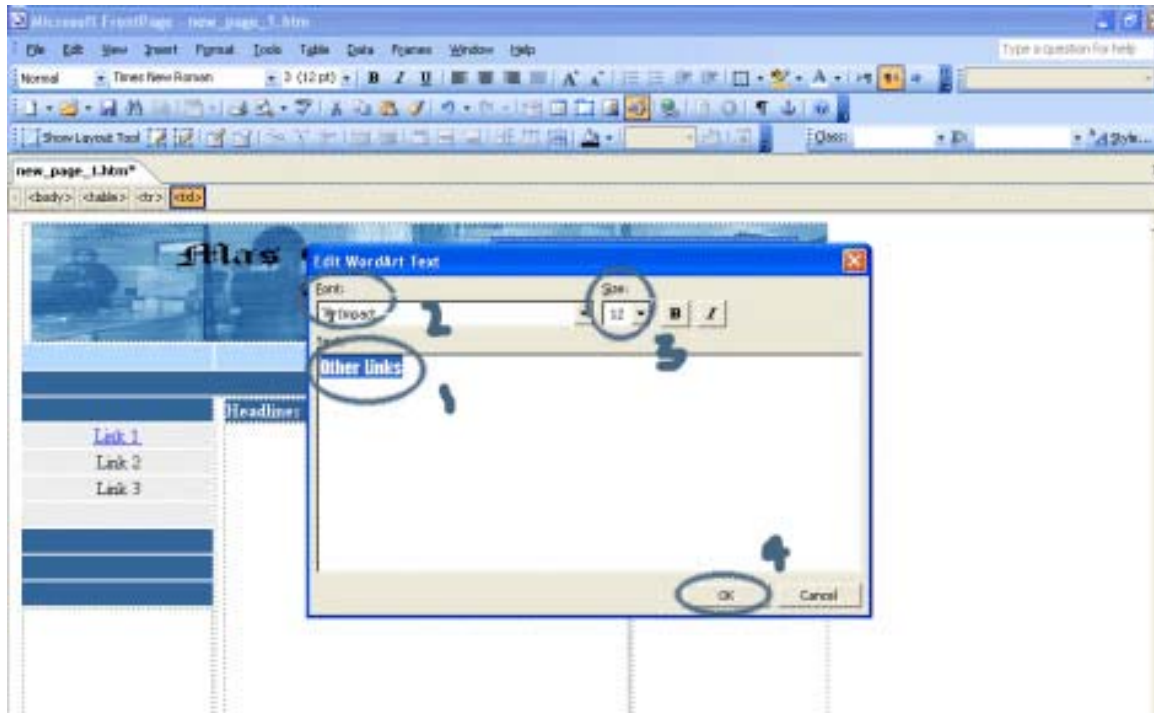 Microsoft FrontPage - new_page_1.htm
File Edit View Insert Format Tools Table Data Frames Window Help
Type a question for help
Normal Times New Roman 3 (12 pt) B I U A A A
Show Layout Tool Class: ID: Style...
new_page_1.htm*
<body> <table> <tr> <td>
Mas
Edit WordArt Text
Font: Size:
Impact 2 12 B I
Text: 3
Other links
1
Headlines
Link 1
Link 2
Link 3
4
OK Cancel